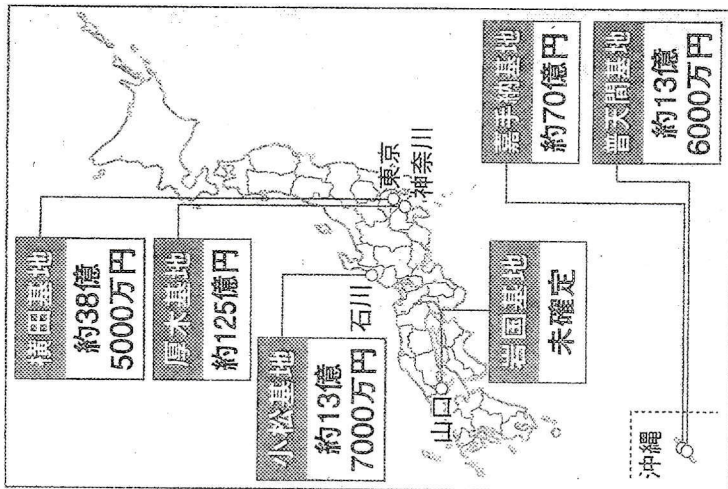 横田基地
約38億
5000万円
厚木基地
約125億円
小松基地
約13億
7000万円
石川
東京
神奈川
山口
岩国基地
未確定
嘉手納基地
約70億円
普天間基地
約13億
6000万円
沖縄